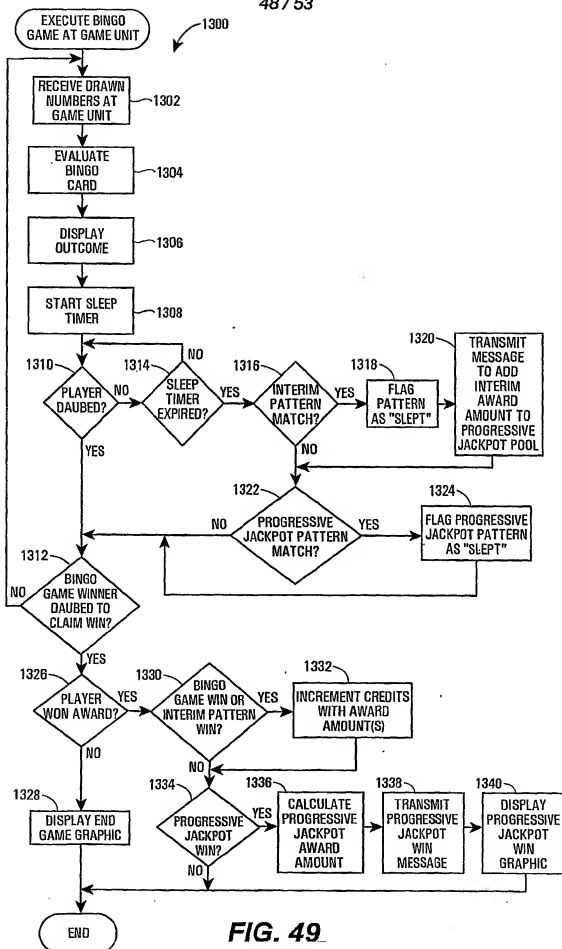 48 / 53
EXECUTE BINGO
GAME AT GAME UNIT
1300
RECEIVE DRAWN
NUMBERS AT
GAME UNIT
1302
EVALUATE
BINGO
CARD
1304
DISPLAY
OUTCOME
1306
START SLEEP
TIMER
1308
1310
PLAYER
DAUBED?
NO
YES
1314
SLEEP
TIMER
EXPIRED?
NO
YES
1316
INTERIM
PATTERN
MATCH?
YES
NO
1318
FLAG
PATTERN
AS "SLEPT"
1320
TRANSMIT
MESSAGE
TO ADD
INTERIM
AWARD
AMOUNT TO
PROGRESSIVE
JACKPOT POOL
1322
PROGRESSIVE
JACKPOT PATTERN
MATCH?
NO
YES
1324
FLAG PROGRESSIVE
JACKPOT PATTERN
AS "SLEPT"
1312
BINGO
GAME WINNER
DAUBED TO
CLAIM WIN?
NO
YES
1326
PLAYER
WON AWARD?
YES
NO
1330
BINGO
GAME WIN OR
INTERIM PATTERN
WIN?
YES
NO
1332
INCREMENT CREDITS
WITH AWARD
AMOUNT(S)
1328
DISPLAY END
GAME GRAPHIC
1334
PROGRESSIVE
JACKPOT
WIN?
YES
NO
1336
CALCULATE
PROGRESSIVE
JACKPOT
AWARD
AMOUNT
1338
TRANSMIT
PROGRESSIVE
JACKPOT
WIN
MESSAGE
1340
DISPLAY
PROGRESSIVE
JACKPOT
WIN
GRAPHIC
END
FIG. 49